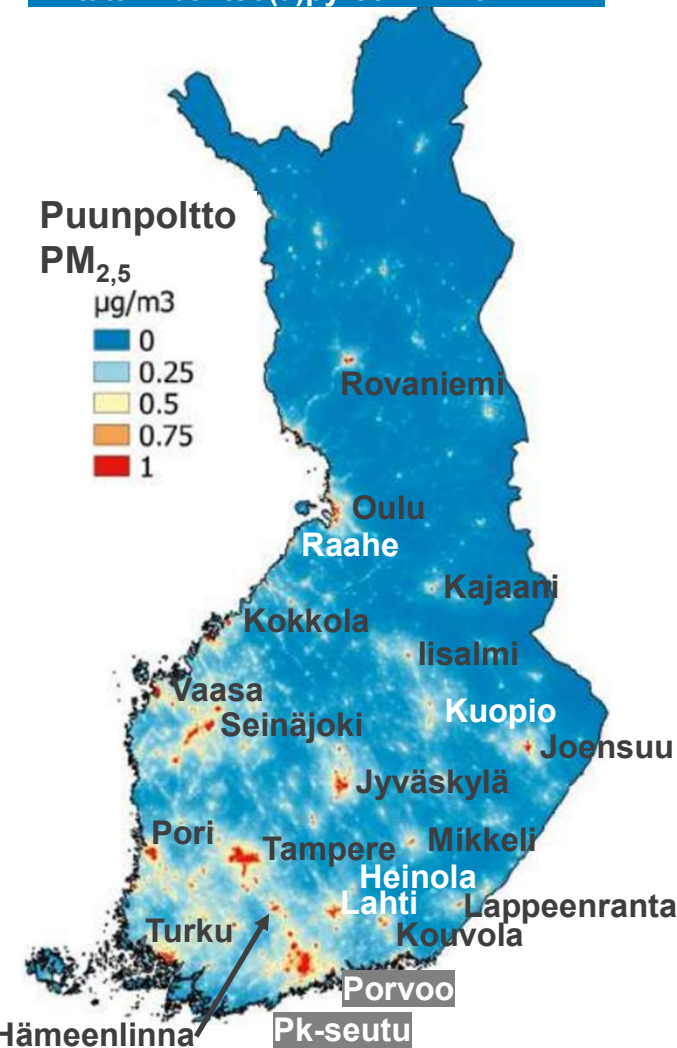 Puunpoltto
PM2,5
µg/m3
0
0.25
0.5
0.75
1
Rovaniemi
Oulu
Raahe
Kajaani
Kokkola
Iisalmi
Vaasa
Kuopio
Seinäjoki
Joensuu
Jyväskylä
Pori
Tampere
Mikkeli
Heinola
Lahti
Lappeenranta
Turku
Kouvola
Porvoo
Hämeenlinna
Pk-seutu